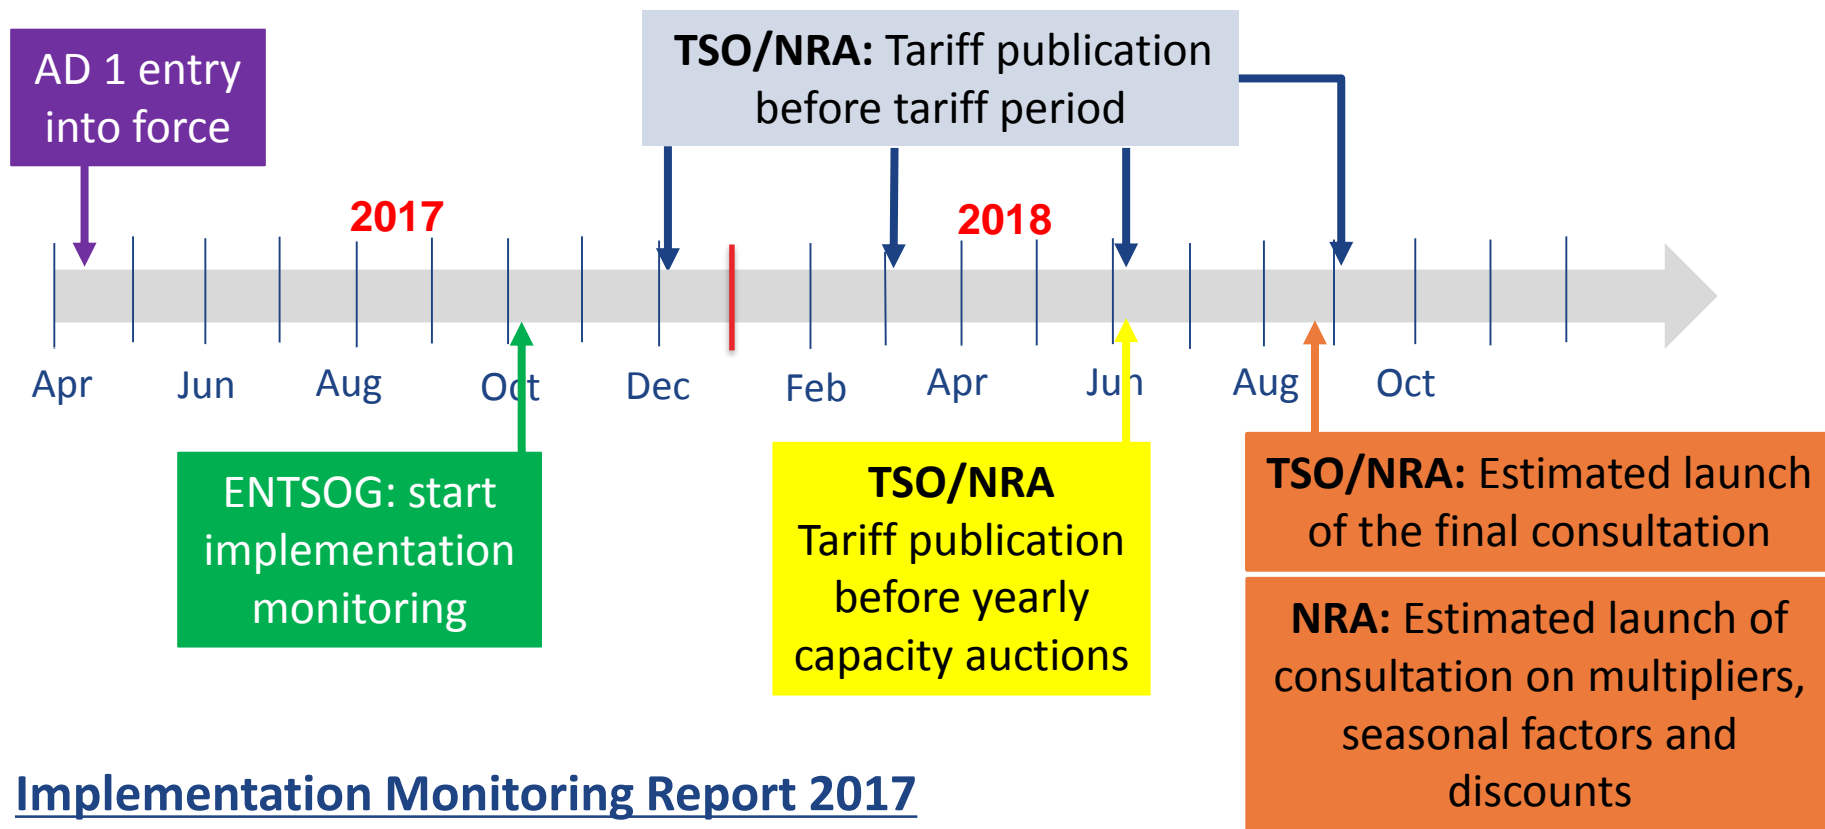 AD 1 entry
into force
TSO/NRA: Tariff publication
before tariff period
2017
2018
Apr
Jun
Aug
Oct
Dec
Feb
Apr
Jun
Aug
Oct
ENTSOG: start
implementation
monitoring
TSO/NRA
Tariff publication
before yearly
capacity auctions
TSO/NRA: Estimated launch
of the final consultation
NRA: Estimated launch of
consultation on multipliers,
seasonal factors and
discounts
Implementation Monitoring Report 2017